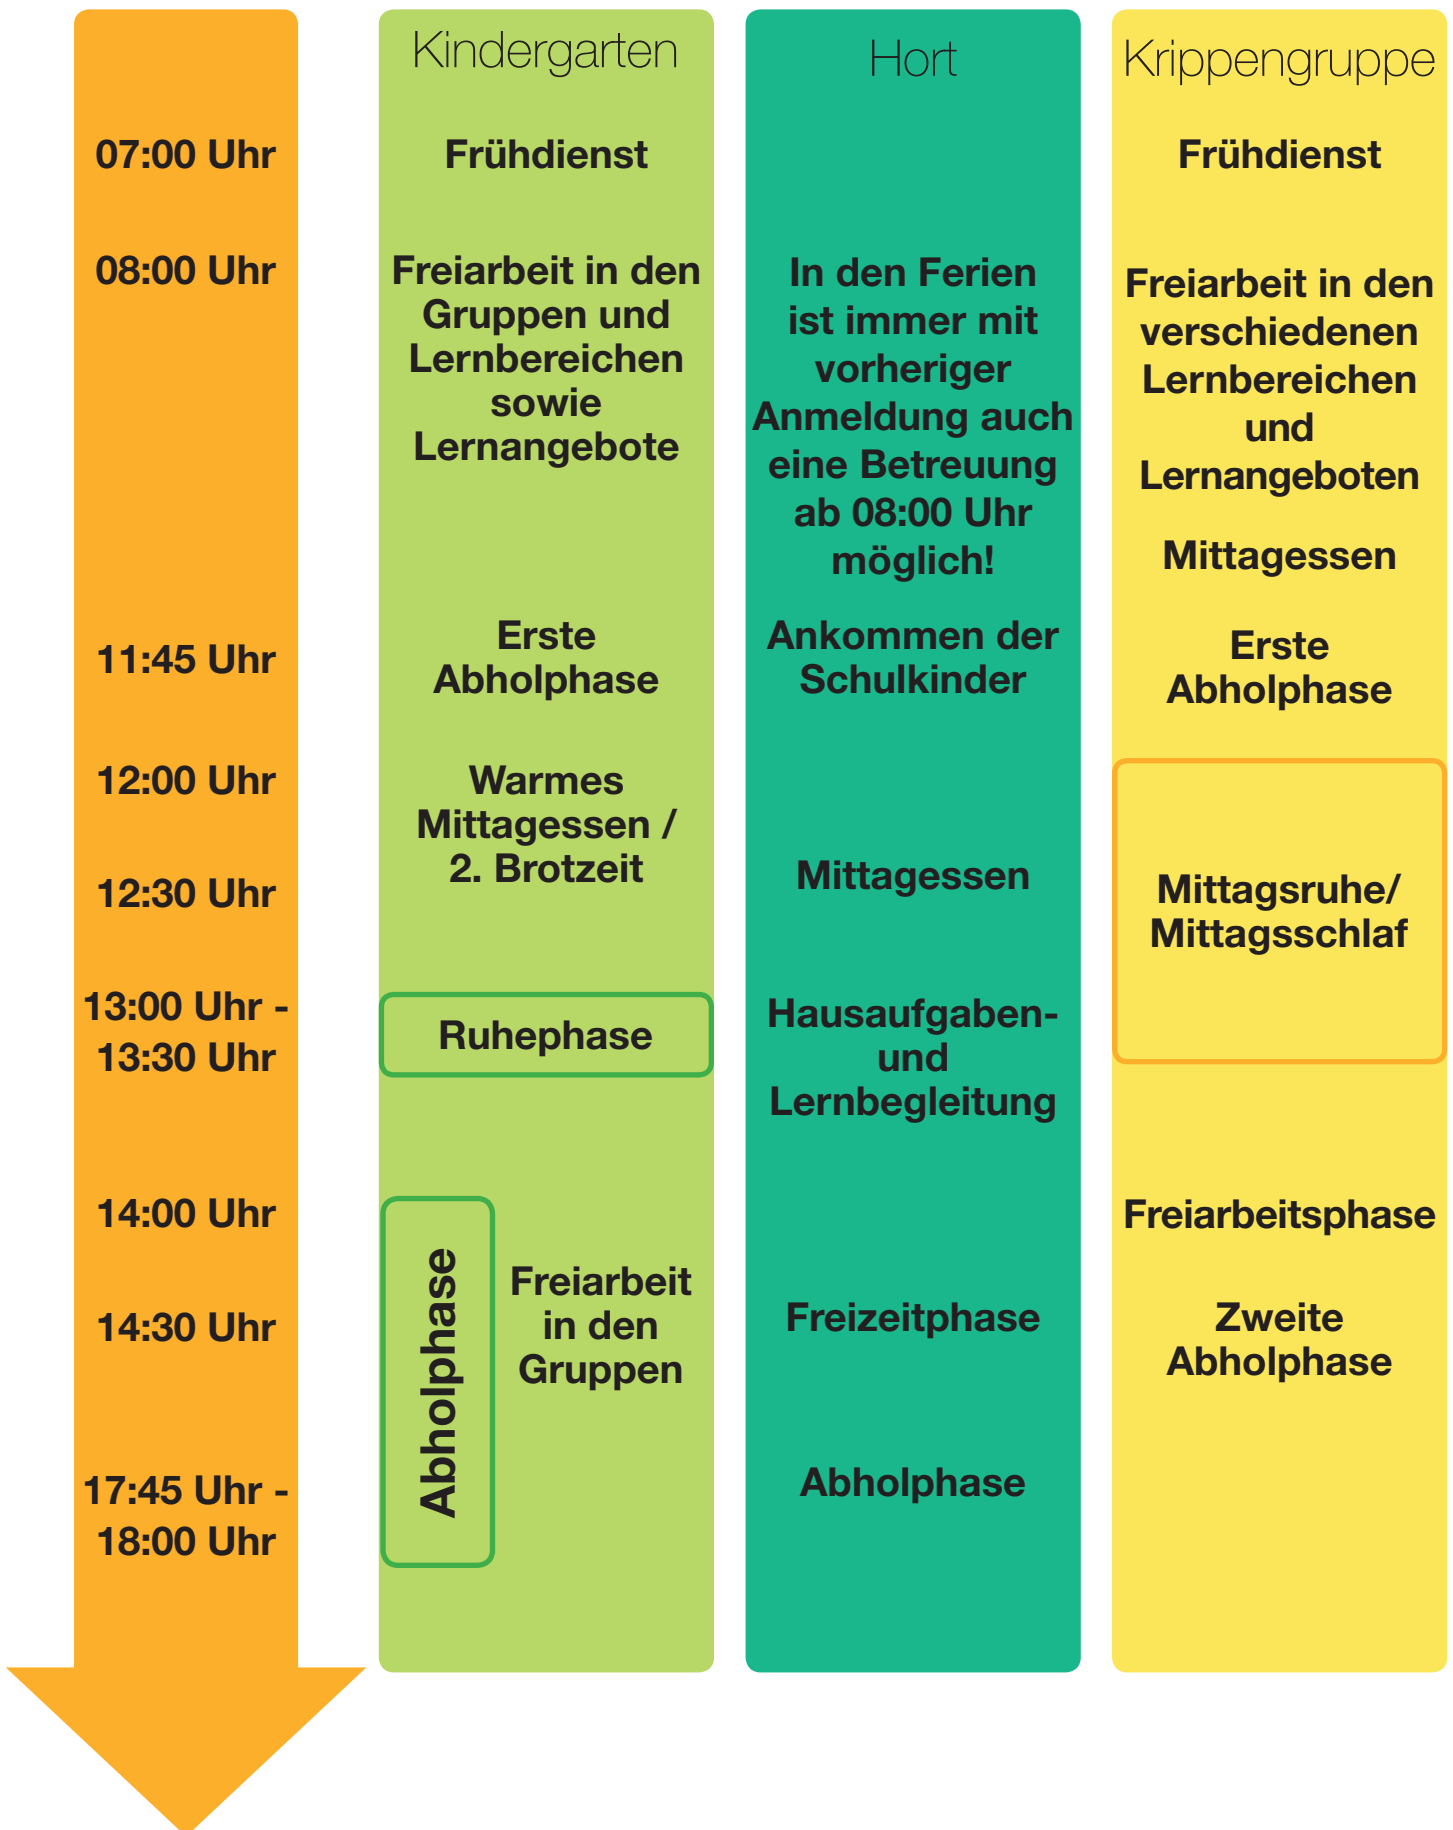 07:00 Uhr
08:00 Uhr
11:45 Uhr
12:00 Uhr
12:30 Uhr
13:00 Uhr -
13:30 Uhr
14:00 Uhr
14:30 Uhr
17:45 Uhr -
18:00 Uhr
Kindergarten
Frühdienst
Freiarbeit in den
Gruppen und
Lernbereichen
sowie
Lernangebote
Erste
Abholphase
Warmes
Mittagessen /
2. Brotzeit
Ruhephase
Abholphase
Freiarbeit
in den
Gruppen
Hort
In den Ferien
ist immer mit
vorheriger
Anmeldung auch
eine Betreuung
ab 08:00 Uhr
möglich!
Ankommen der
Schulkinder
Mittagessen
Hausaufgaben-
und
Lernbegleitung
Freizeitphase
Abholphase
Krippengruppe
Frühdienst
Freiarbeit in den
verschiedenen
Lernbereichen
und
Lernangeboten
Mittagessen
Erste
Abholphase
Mittagsruhe/
Mittagsschlaf
Freiarbeitsphase
Zweite
Abholphase